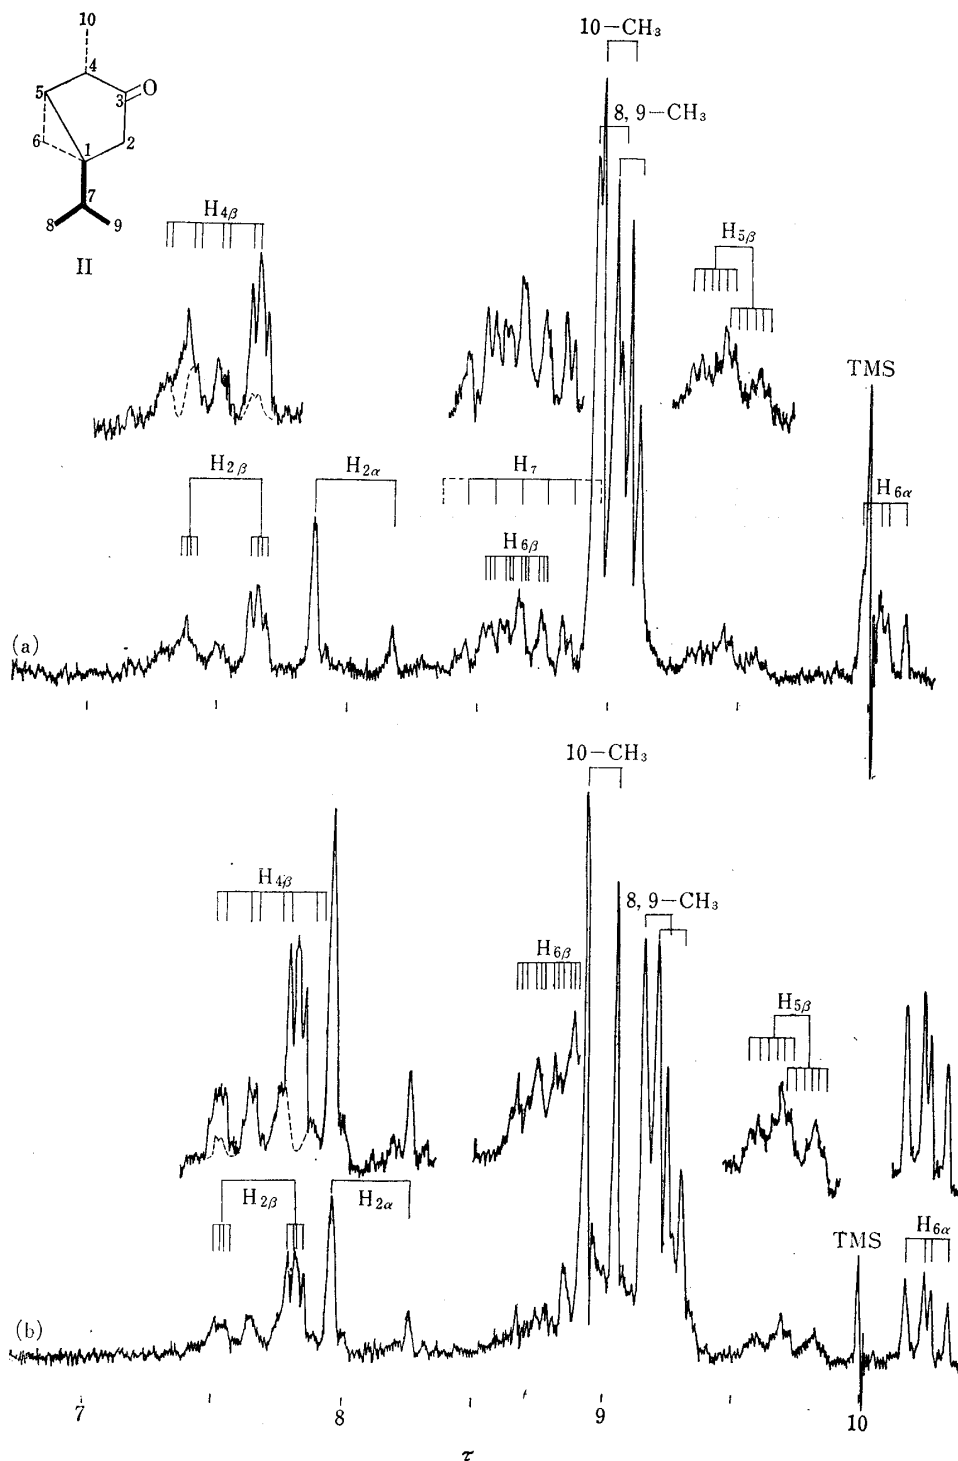 10
4
5
3
O
6
1
2
7
8
9
II
10–CH₃
8, 9–CH₃
H₄β
H₅β
TMS
H₂β
H₂α
H₇
H₆β
H₆α
(a)
10–CH₃
H₄β
8, 9–CH₃
H₆β
H₅β
H₂β
H₂α
TMS
H₆α
(b)
7
8
9
10
τ